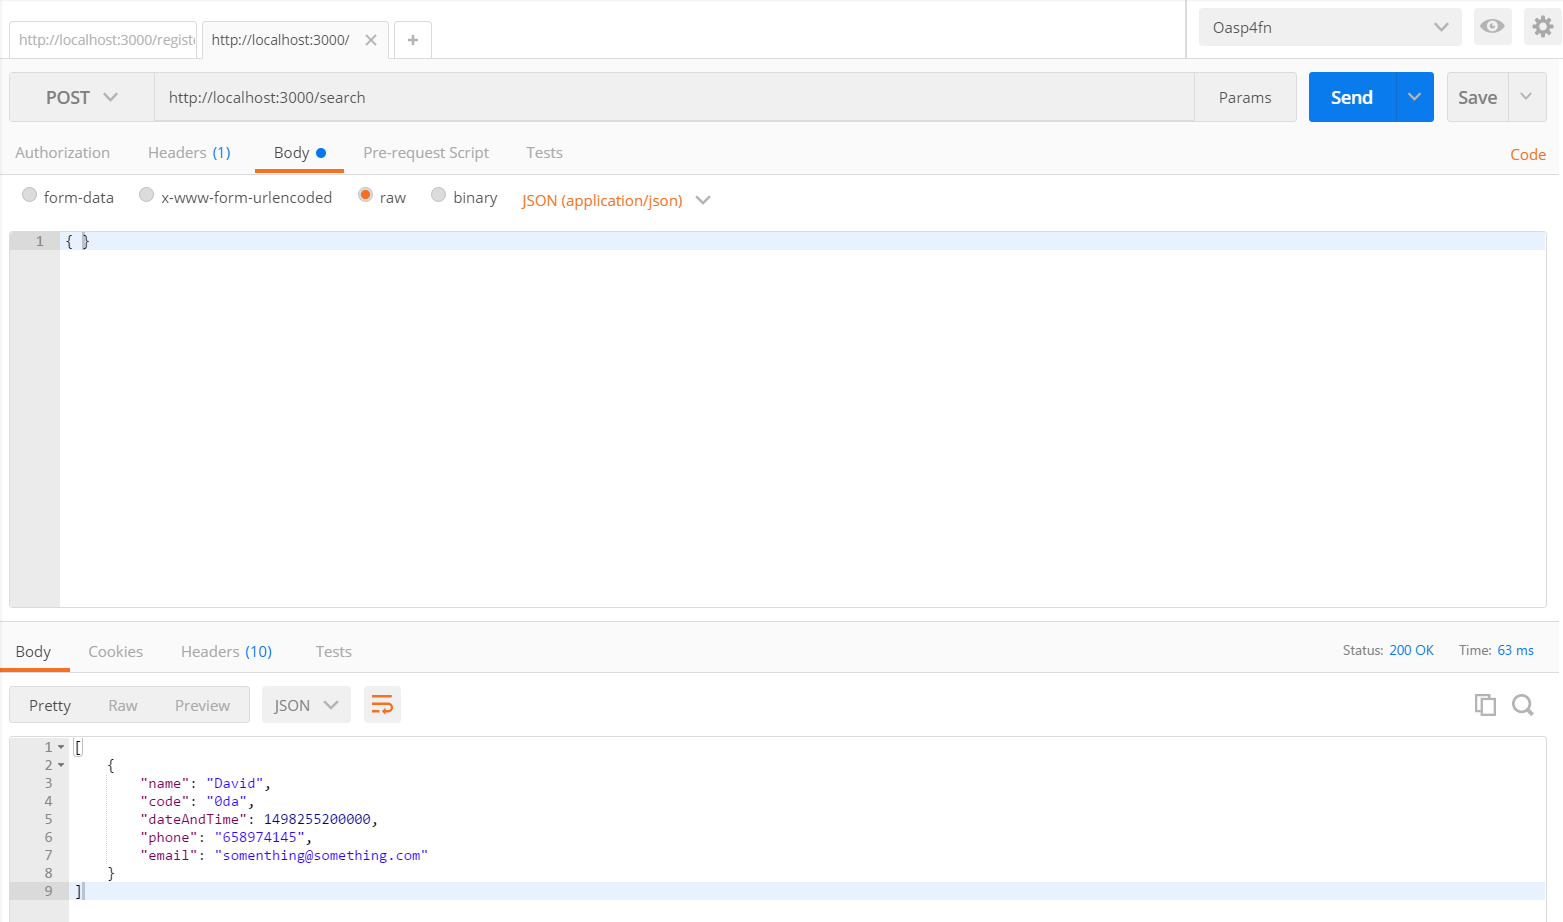 http://localhost:3000/registe http://localhost:3000/ Oasp4fn
POST http://localhost:3000/search Params Send Save
Authorization Headers (1) Body Pre-request Script Tests Code
form-data x-www-form-urlencoded raw binary JSON (application/json)
1 { }
Body Cookies Headers (10) Tests Status: 200 OK Time: 63 ms
Pretty Raw Preview JSON
1 [
2 {
3 "name": "David",
4 "code": "0da",
5 "dateAndTime": 1498255200000,
6 "phone": "658974145",
7 "email": "somenthing@something.com"
8 }
9 ]